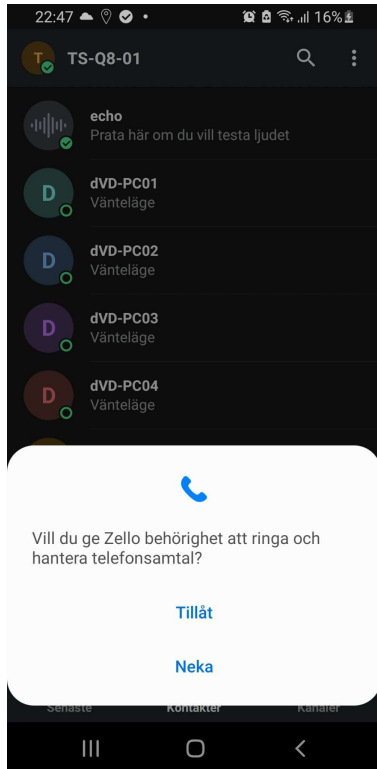 22:47
16%
T
TS-Q8-01
echo
Prata här om du vill testa ljudet
D
dVD-PC01
Vänteläge
D
dVD-PC02
Vänteläge
D
dVD-PC03
Vänteläge
D
dVD-PC04
Vänteläge
Vill du ge Zello behörighet att ringa och
hantera telefonsamtal?
Tillåt
Neka
Senaste
Kontakter
Kanaler